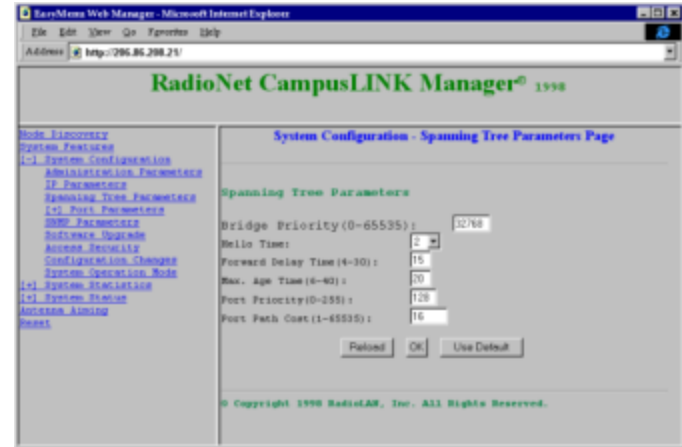 EasyMenu Web Manager - Microsoft Internet Explorer
File Edit View Go Favorites Help
Address http://206.86.208.21/
RadioNet CampusLINK Manager© 1998
Node Discovery
System Features
[-] System Configuration
Administration Parameters
IP Parameters
Spanning Tree Parameters
[+] Port Parameters
SNMP Parameters
Software Upgrade
Access Security
Configuration Changes
System Operation Mode
[+] System Statistics
[+] System Status
Antenna Aiming
Reset
System Configuration - Spanning Tree Parameters Page
Spanning Tree Parameters
Bridge Priority(0-65535): 32768
Hello Time: 2
Forward Delay Time(4-30): 15
Max. Age Time(6-40): 20
Port Priority(0-255): 128
Port Path Cost(1-65535): 16
Reload OK Use Default
© Copyright 1998 RadioLAN, Inc. All Rights Reserved.